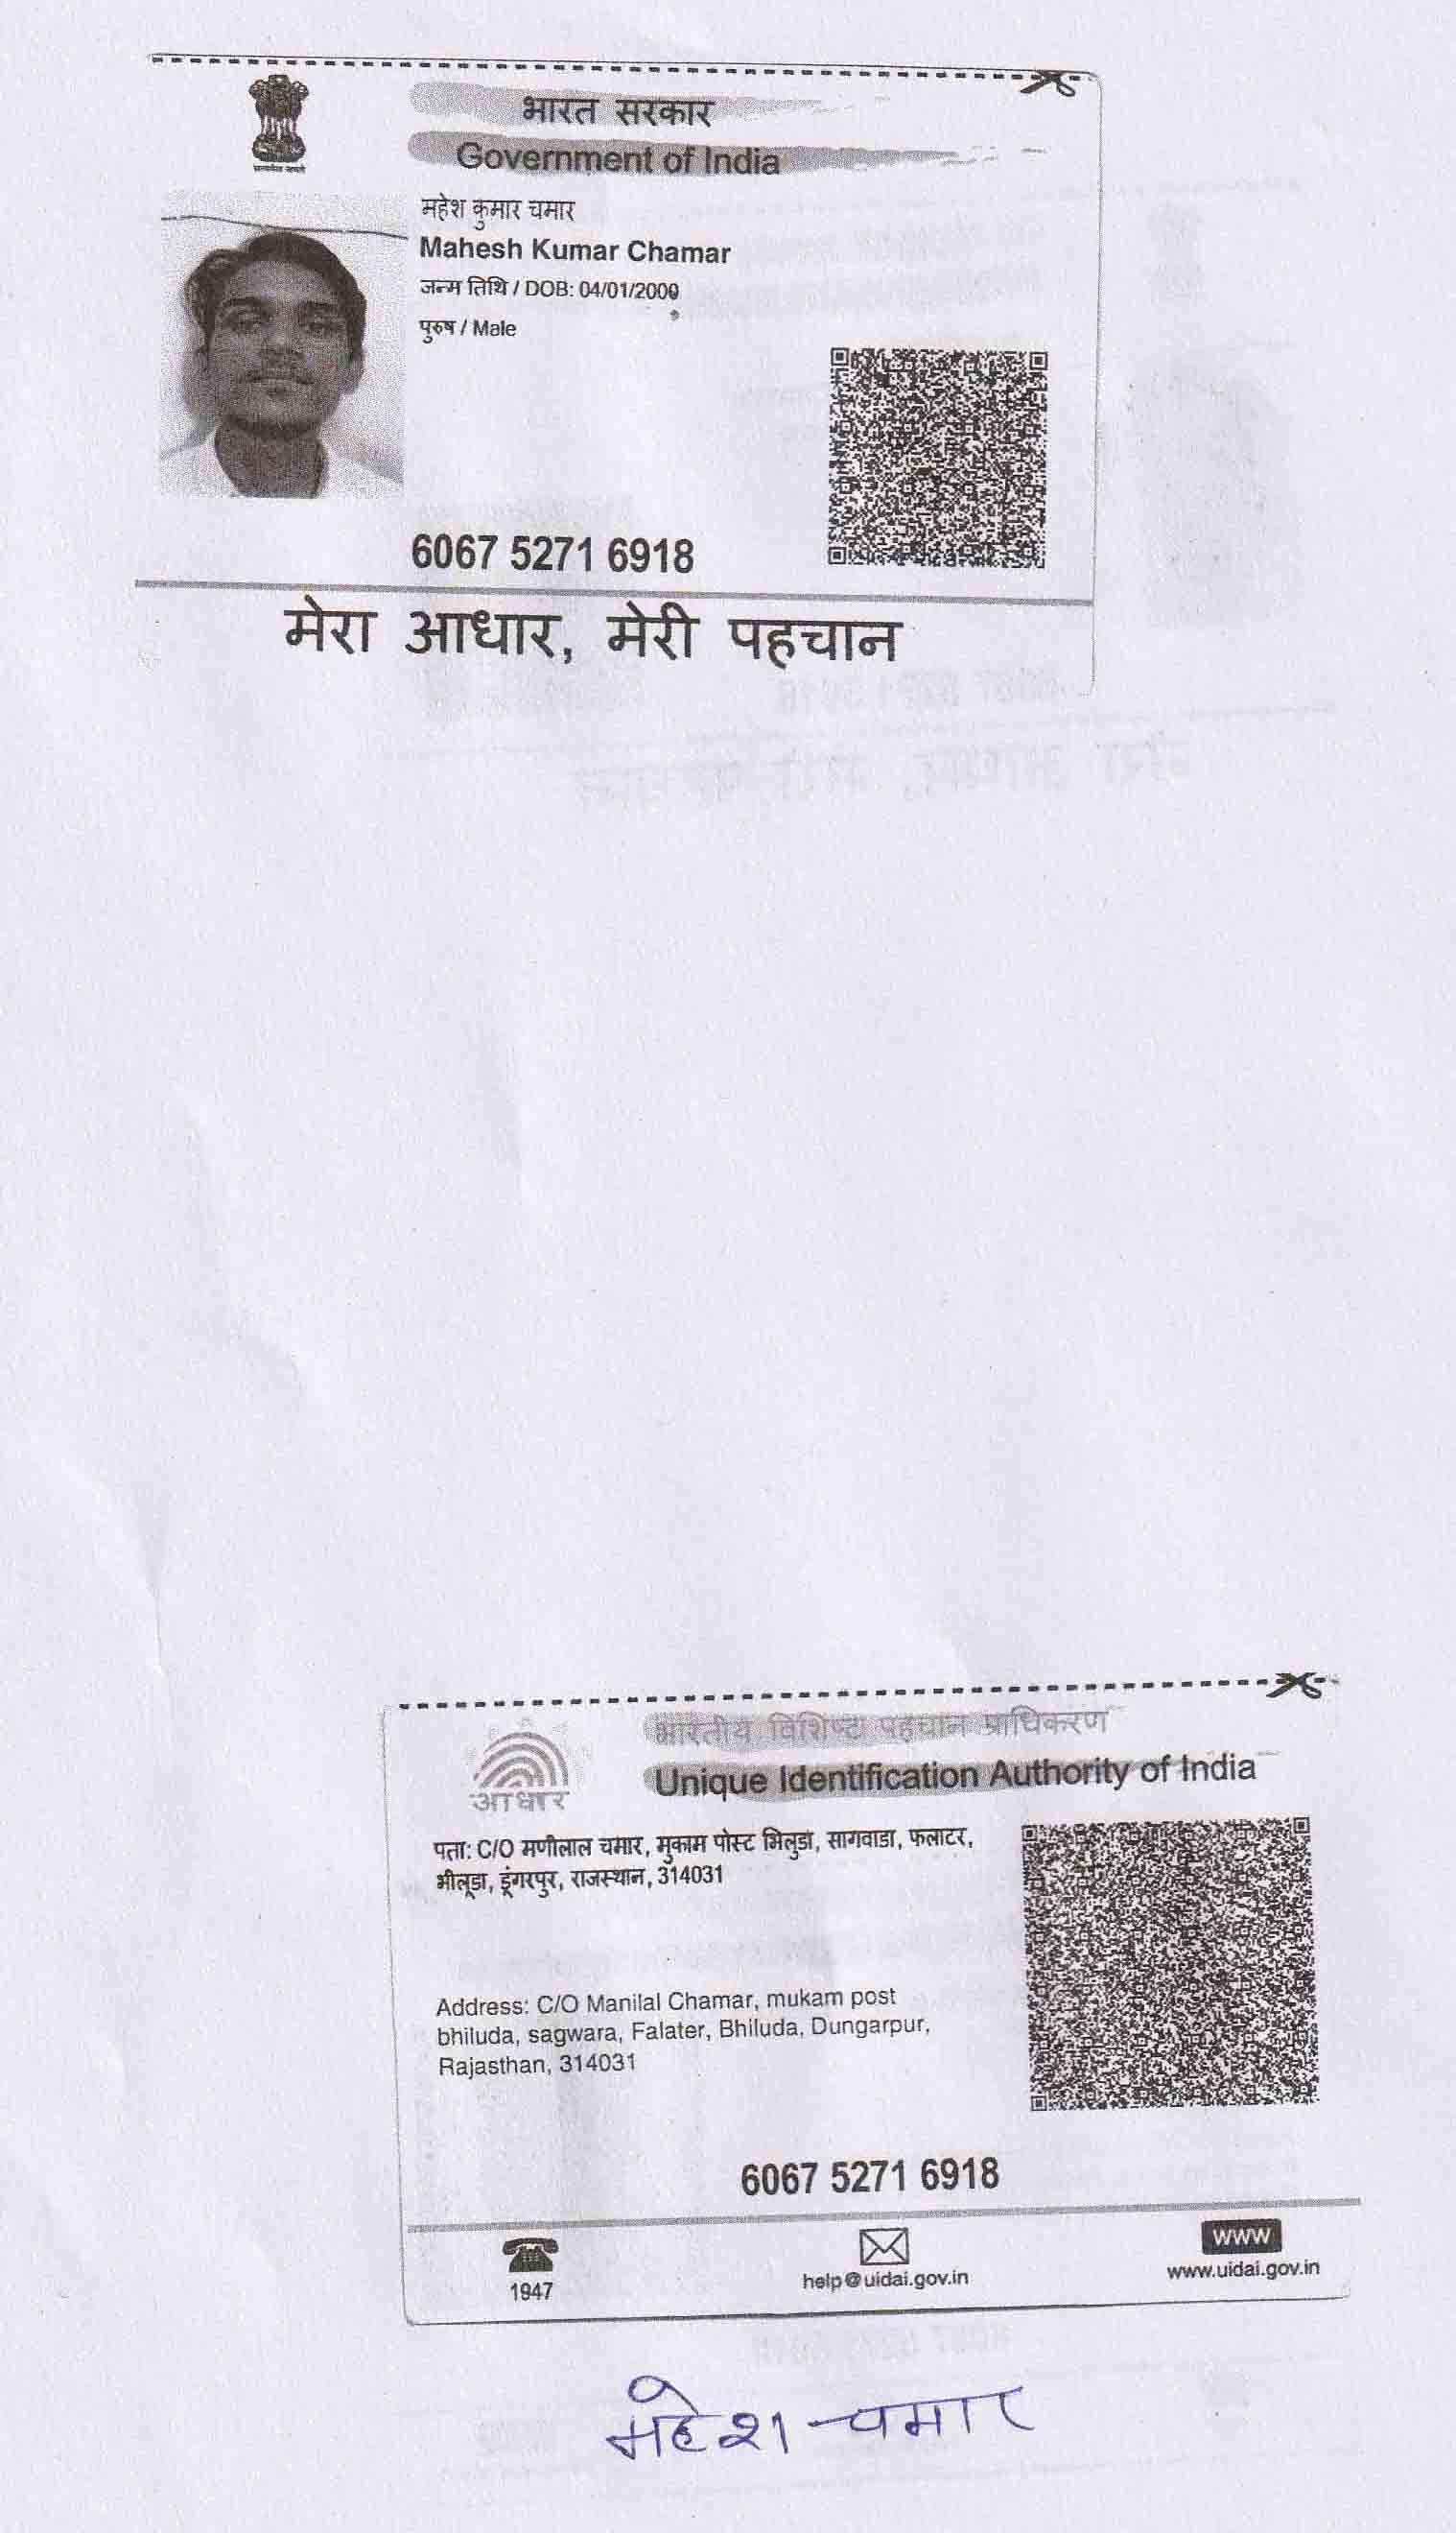 भारत सरकार
Government of India
महेश कुमार चमार
Mahesh Kumar Chamar
जन्म तिथि / DOB: 04/01/2000
पुरुष / Male
6067 5271 6918
मेरा आधार, मेरी पहचान
भारतीय विशिष्ट पहचान प्राधिकरण
Unique Identification Authority of India
आधार
पता: C/O मणीलाल चमार, मुकाम पोस्ट भिलुडा, सागवाडा, फलाटर,
भीलूडा, डूंगरपुर, राजस्थान, 314031
Address: C/O Manilal Chamar, mukam post
bhiluda, sagwara, Falater, Bhiluda, Dungarpur,
Rajasthan, 314031
6067 5271 6918
1947
help@uidai.gov.in
www
www.uidai.gov.in
महेश चमार